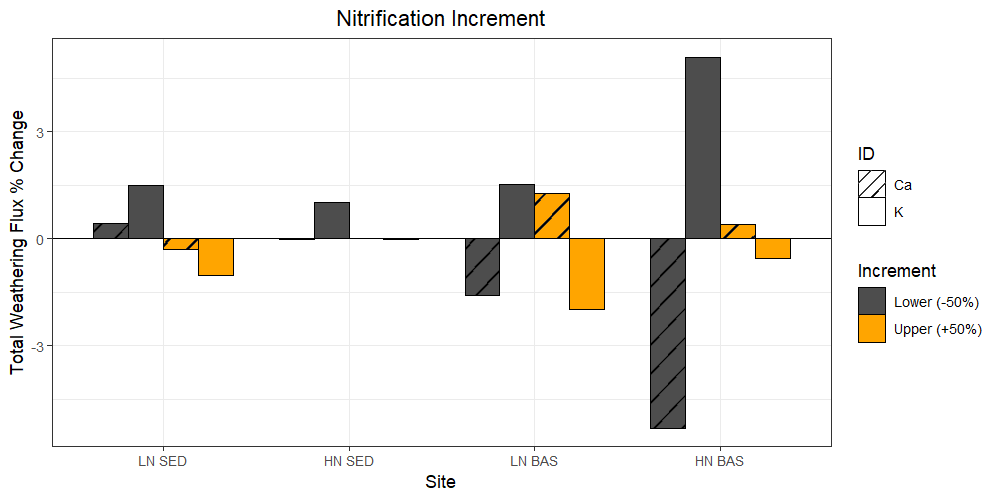 Nitrification Increment
Total Weathering Flux % Change
3
0
-3
LN SED
HN SED
LN BAS
HN BAS
Site
ID
Ca
K
Increment
Lower (-50%)
Upper (+50%)